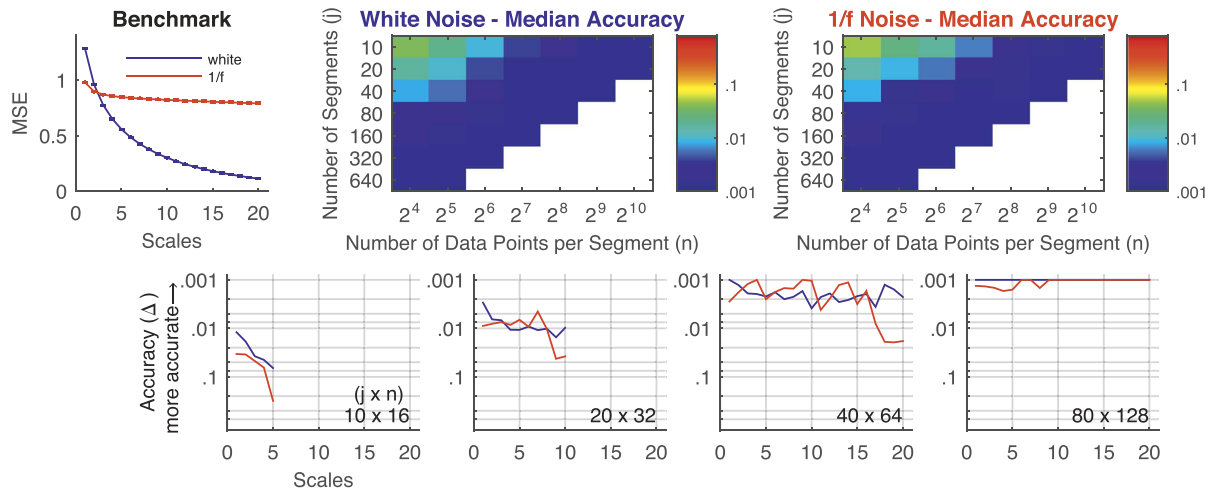 Benchmark
MSE
1
0.5
0
white
1/f
0 5 10 15 20
Scales
White Noise - Median Accuracy
Number of Segments (j)
10
20
40
80
160
320
640
2^4 2^5 2^6 2^7 2^8 2^9 2^10
Number of Data Points per Segment (n)
.1
.01
.001
1/f Noise - Median Accuracy
Number of Segments (j)
10
20
40
80
160
320
640
2^4 2^5 2^6 2^7 2^8 2^9 2^10
Number of Data Points per Segment (n)
.1
.01
.001
Accuracy (Δ)
more accurate→
.001
.01
.1
(j x n)
10 x 16
0 5 10 15 20
Scales
.001
.01
.1
20 x 32
0 5 10 15 20
.001
.01
.1
40 x 64
0 5 10 15 20
.001
.01
.1
80 x 128
0 5 10 15 20